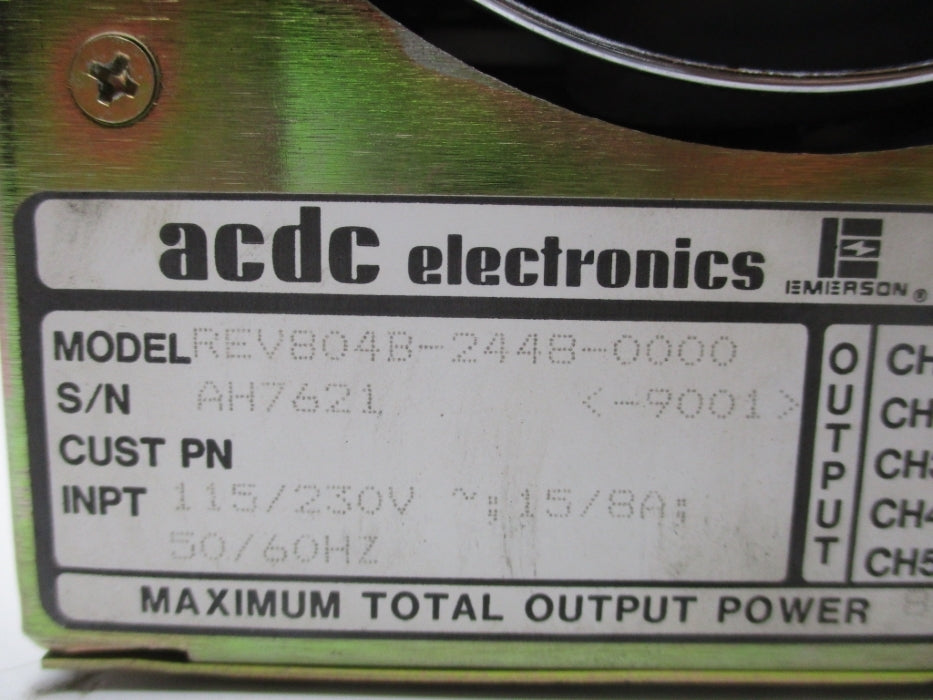 acdc electronics EMERSON®
MODEL REV804B-2448-0000
S/N AH7621 <-9001>
CUST PN
INPT 115/230V ~; 15/8A;
50/60HZ
OUTPUT
CH
CH
CH3
CH4
CH5
MAXIMUM TOTAL OUTPUT POWER 8